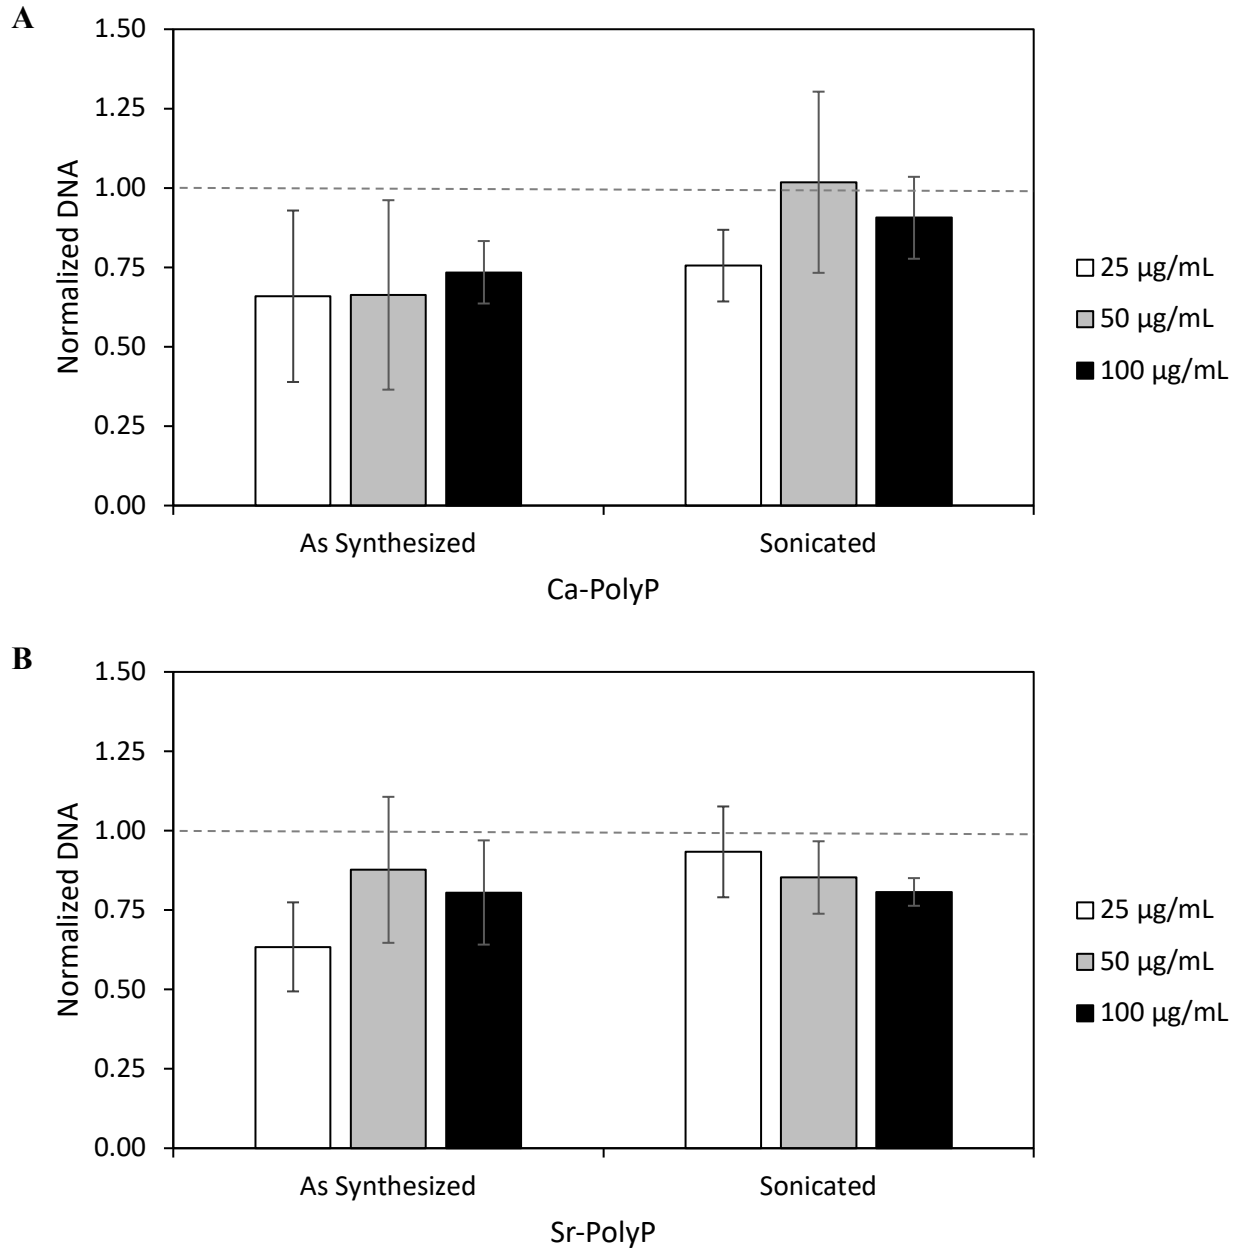 A
1.50
1.25
1.00
0.75
0.50
0.25
0.00
Normalized DNA
As Synthesized
Sonicated
Ca-PolyP
25 µg/mL
50 µg/mL
100 µg/mL
B
1.50
1.25
1.00
0.75
0.50
0.25
0.00
Normalized DNA
As Synthesized
Sonicated
Sr-PolyP
25 µg/mL
50 µg/mL
100 µg/mL